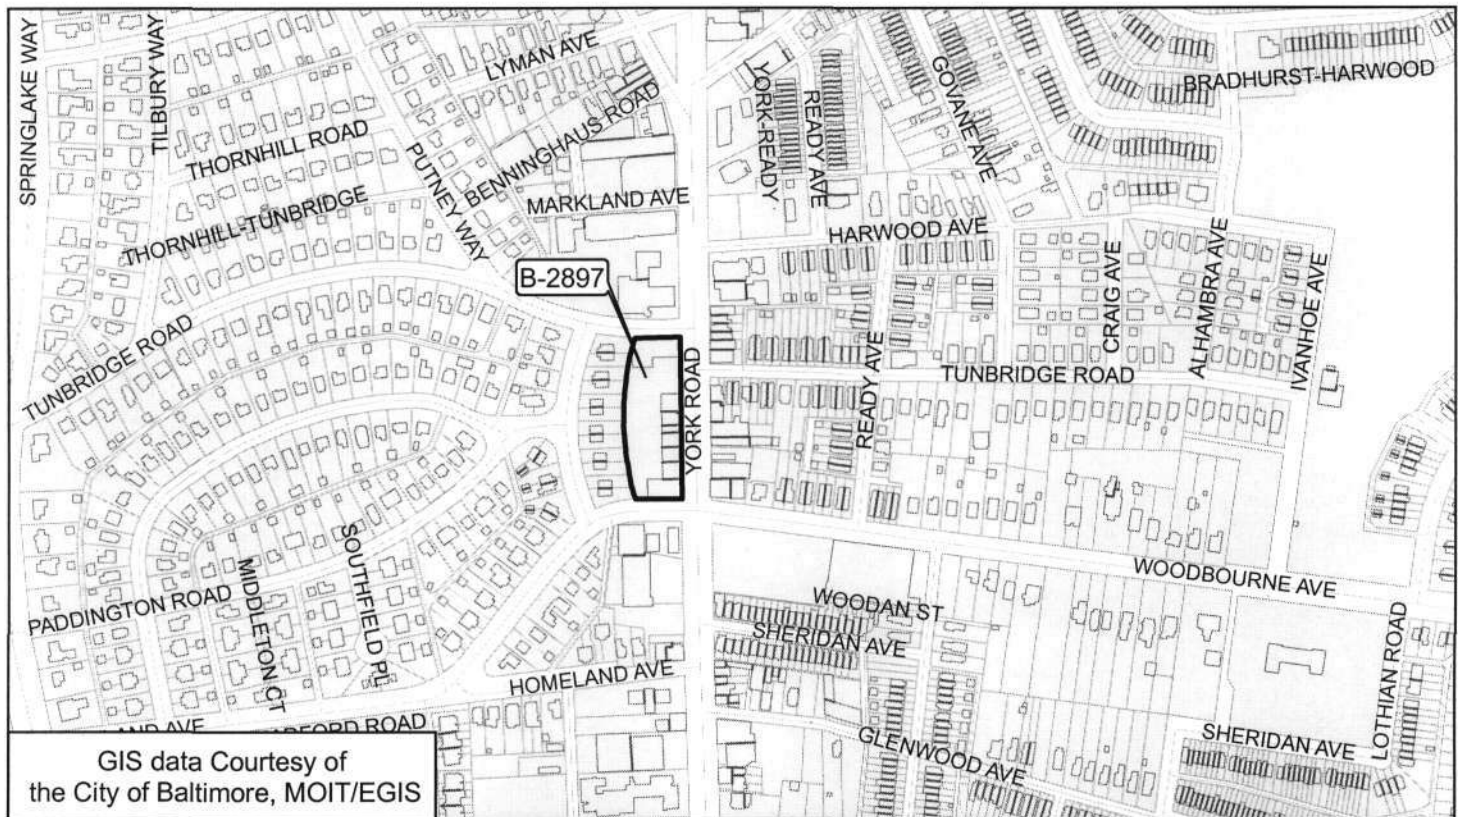 SPRINGLAKE WAY
TILBURY WAY
LYMAN AVE
THORNHILL ROAD
PUTNEY WAY
BENNINGHAUS ROAD
THORNHILL-TUNBRIDGE
MARKLAND AVE
YORK-READY
READY AVE
GOVANE AVE
BRADHURST-HARWOOD
HARWOOD AVE
B-2897
CRAIG AVE
ALHAMBRA AVE
IVANHOE AVE
TUNBRIDGE ROAD
YORK ROAD
READY AVE
TUNBRIDGE ROAD
PADDINGTON ROAD
MIDDLETON CT
SOUTHFIELD PL
WOODBOURNE AVE
WOODAN ST
SHERIDAN AVE
HOMELAND AVE
LOTHIAN ROAD
GLENWOOD AVE
SHERIDAN AVE
GIS data Courtesy of
the City of Baltimore, MOIT/EGIS